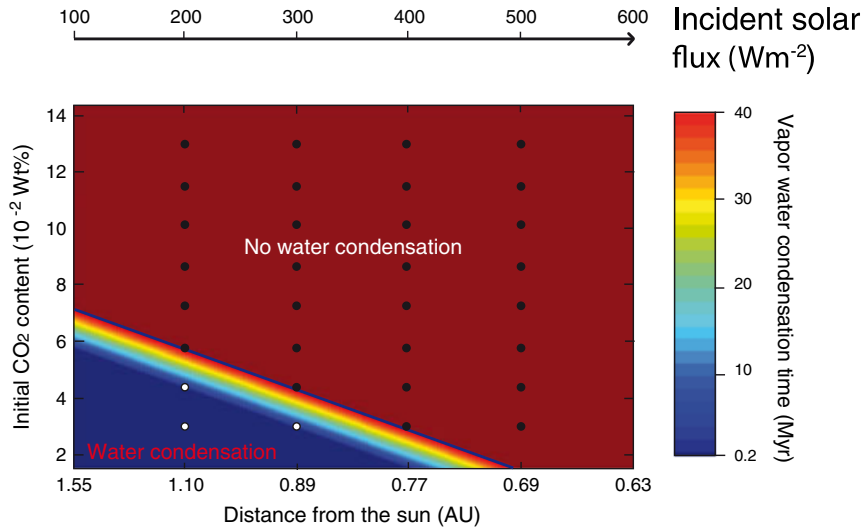 100 200 300 400 500 600
Incident solar
flux (Wm-2)
14
12
10
8
6
4
2
Initial CO2 content (10-2 Wt%)
No water condensation
Water condensation
1.55 1.10 0.89 0.77 0.69 0.63
Distance from the sun (AU)
40
30
20
10
0.2
Vapor water condensation time (Myr)